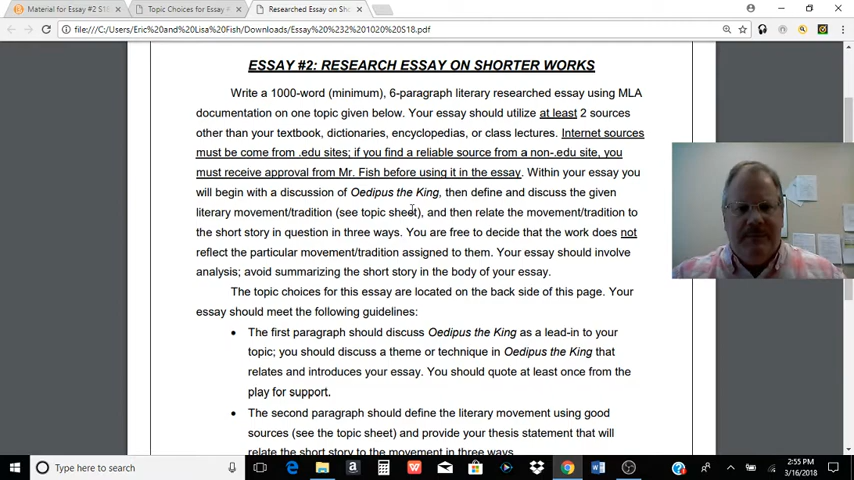 Material for Essay #2 S1
Topic Choices for Essay #
Researched Essay on Sho
file:///C:/Users/Eric%20and%20Lisa%20Fish/Downloads/Essay%20%232%201020%20S18.pdf
ESSAY #2: RESEARCH ESSAY ON SHORTER WORKS
Write a 1000-word (minimum), 6-paragraph literary researched essay using MLA
documentation on one topic given below. Your essay should utilize at least 2 sources
other than your textbook, dictionaries, encyclopedias, or class lectures. Internet sources
must be come from .edu sites; if you find a reliable source from a non-.edu site, you
must receive approval from Mr. Fish before using it in the essay. Within your essay you
will begin with a discussion of Oedipus the King, then define and discuss the given
literary movement/tradition (see topic sheet), and then relate the movement/tradition to
the short story in question in three ways. You are free to decide that the work does not
reflect the particular movement/tradition assigned to them. Your essay should involve
analysis; avoid summarizing the short story in the body of your essay.
The topic choices for this essay are located on the back side of this page. Your
essay should meet the following guidelines:
• The first paragraph should discuss Oedipus the King as a lead-in to your
topic; you should discuss a theme or technique in Oedipus the King that
relates and introduces your essay. You should quote at least once from the
play for support.
• The second paragraph should define the literary movement using good
sources (see the topic sheet) and provide your thesis statement that will
relate the short story to the movement in three ways.
Type here to search
2:55 PM
3/16/2018